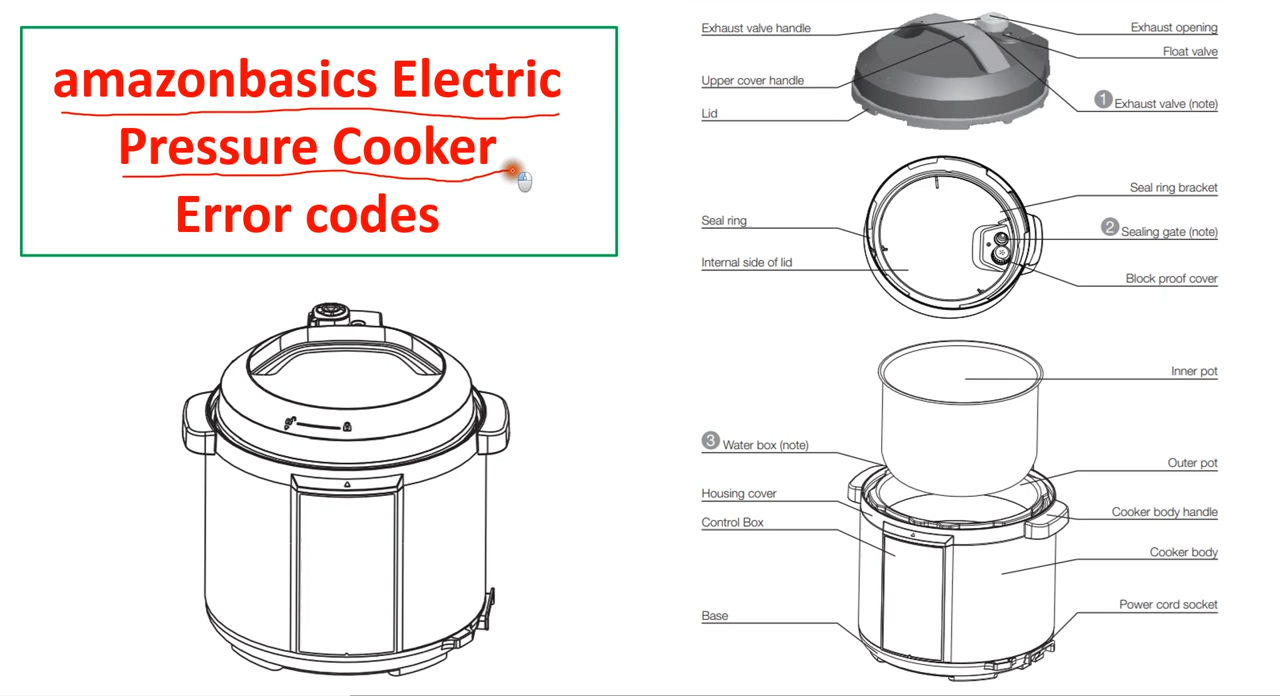 amazonbasics Electric
Pressure Cooker
Error codes
Exhaust valve handle
Exhaust opening
Float valve
Upper cover handle
1 Exhaust valve (note)
Lid
Seal ring bracket
Seal ring
2 Sealing gate (note)
Internal side of lid
Block proof cover
Inner pot
3 Water box (note)
Outer pot
Housing cover
Cooker body handle
Control Box
Cooker body
Power cord socket
Base